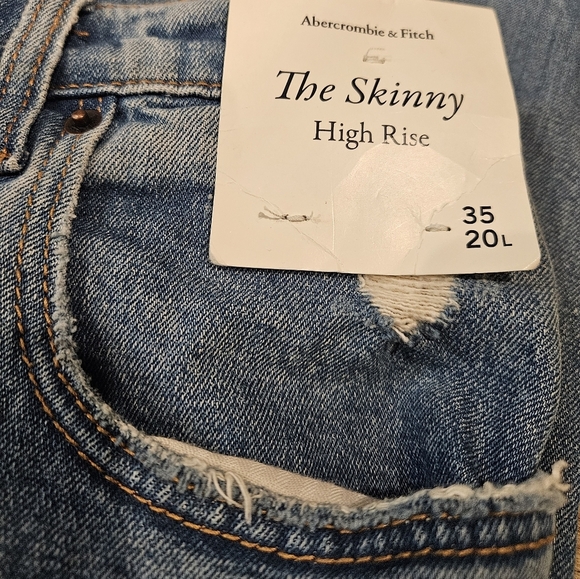 Abercrombie & Fitch
The Skinny
High Rise
35
20L